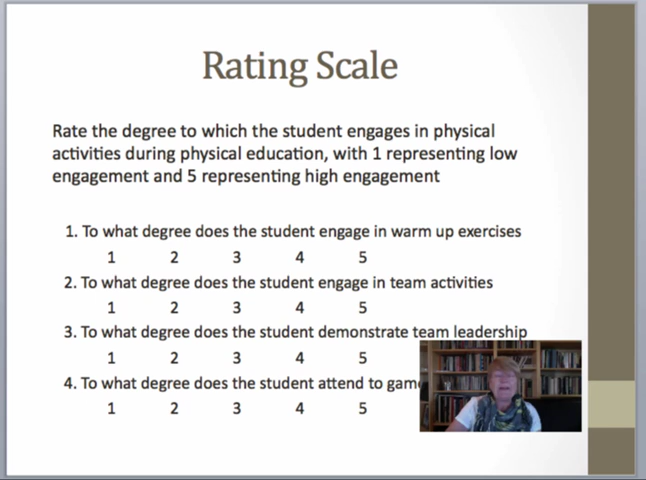 Rating Scale
Rate the degree to which the student engages in physical
activities during physical education, with 1 representing low
engagement and 5 representing high engagement
1. To what degree does the student engage in warm up exercises
1 2 3 4 5
2. To what degree does the student engage in team activities
1 2 3 4 5
3. To what degree does the student demonstrate team leadership
1 2 3 4 5
4. To what degree does the student attend to
1 2 3 4 5